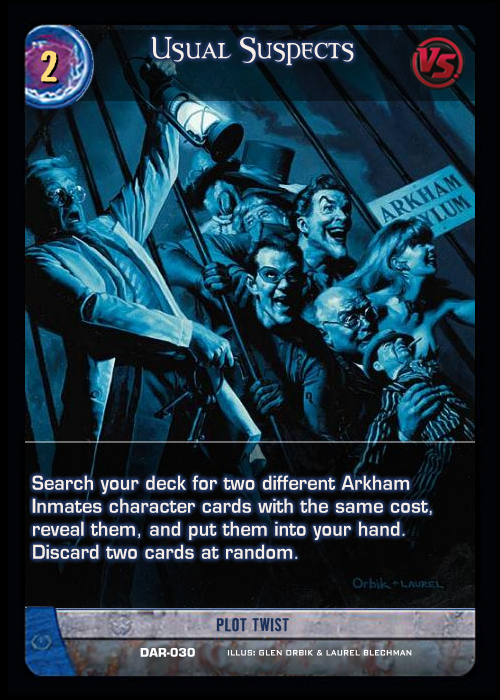 2
Usual Suspects
VS
ARKHAM
YLUM
Search your deck for two different Arkham
Inmates character cards with the same cost,
reveal them, and put them into your hand.
Discard two cards at random.
Orbik + LAUREL
PLOT TWIST
DAR-030 ILLUS: GLEN ORBIK & LAUREL BLECHMAN